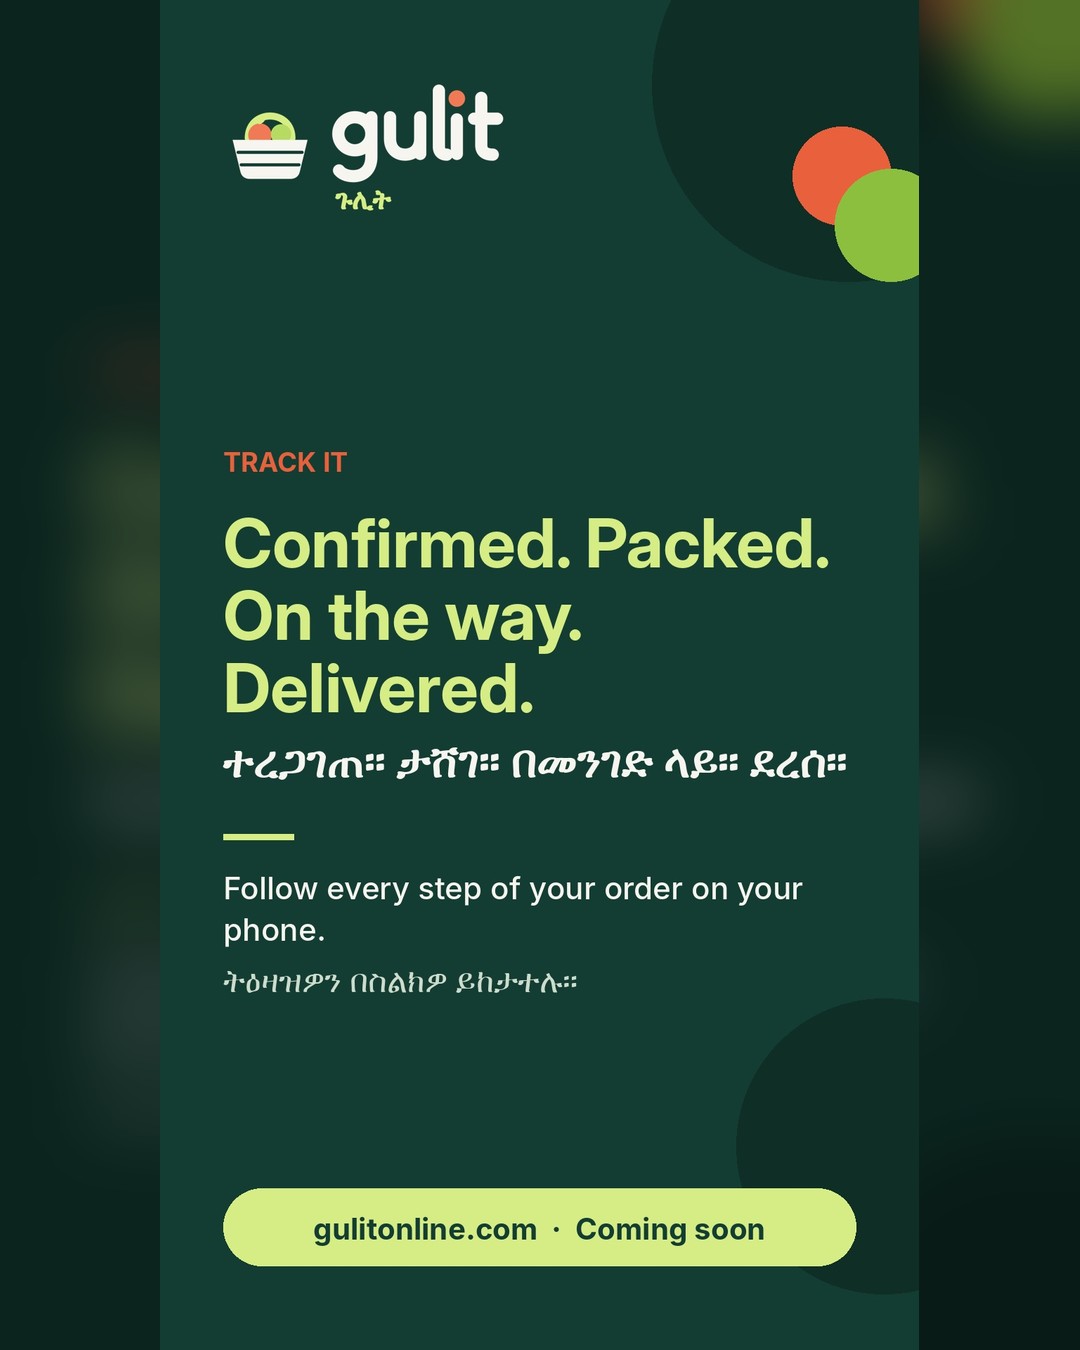 gulit
ጉሊት
TRACK IT
Confirmed. Packed.
On the way.
Delivered.
ተረጋገጠ። ታሸገ። በመንገድ ላይ። ደረሰ።
Follow every step of your order on your
phone.
ትዕዛዝዎን በስልክዎ ይከታተሉ።
gulitonline.com · Coming soon